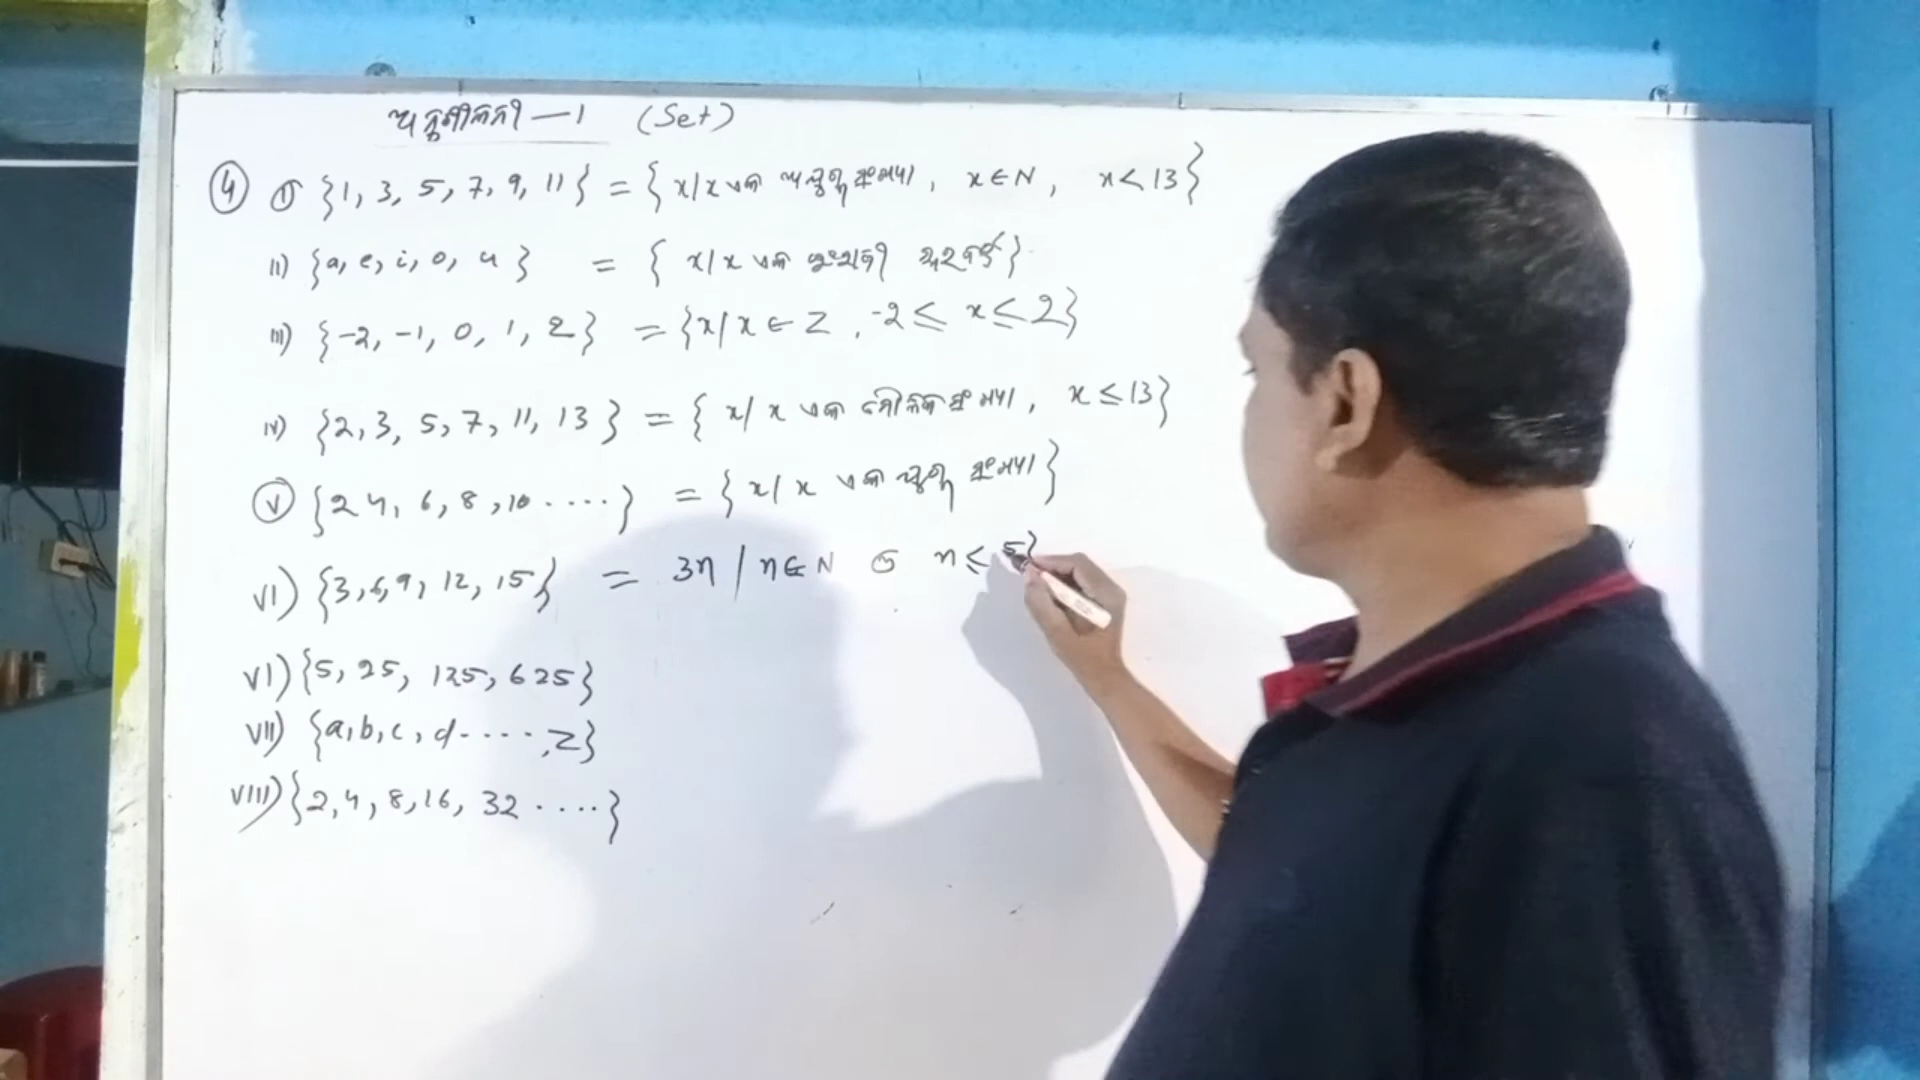 ଅନୁଶୀଳନୀ —1 (Set)
④ i) {1, 3, 5, 7, 9, 11} = {x/x ଏକ ଅଯୁଗ୍ମ ସଂଖ୍ୟା, x∈N, x<13}
ii) {a, e, i, o, u} = {x/x ଏକ ଇଂରାଜୀ ସ୍ୱରବର୍ଣ୍ଣ}
iii) {-2, -1, 0, 1, 2} = {x/x ∈ Z, -2 ≤ x ≤ 2}
iv) {2, 3, 5, 7, 11, 13} = {x/x ଏକ ମୌଳିକ ସଂଖ୍ୟା, x ≤ 13}
v) {2 4, 6, 8, 10 ....} = {x/x ଏକ ଯୁଗ୍ମ ସଂଖ୍ୟା}
vi) {3, 6, 9, 12, 15} = 3n / n∈N ଓ n ≤ 5}
vi) {5, 25, 125, 625}
vii) {a, b, c, d ....., z}
viii) {2, 4, 8, 16, 32 ....}